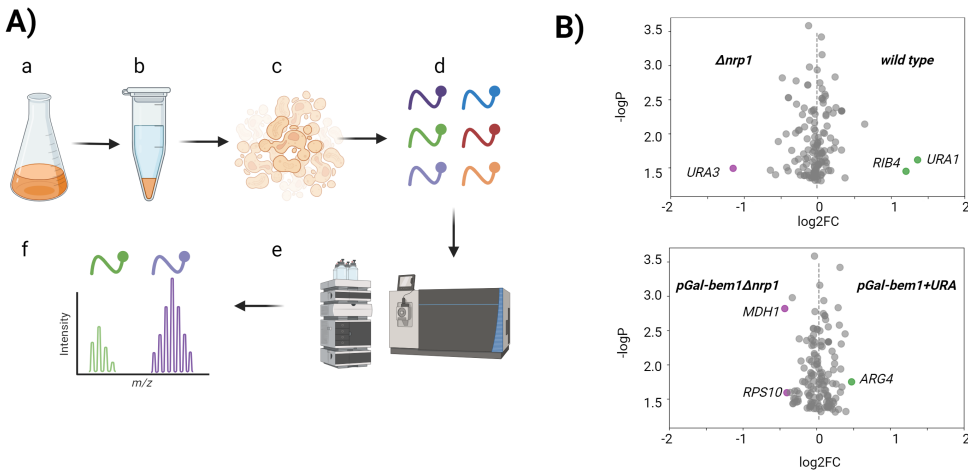 A)
a
b
c
d
e
f
Intensity
m/z
B)
3.5
3.0
2.5
2.0
1.5
-logP
Δnrp1
wild type
URA3
RIB4
URA1
-2
-1
0
1
2
log2FC
3.5
3.0
2.5
2.0
1.5
-logP
pGal-bem1Δnrp1
pGal-bem1+URA
MDH1
RPS10
ARG4
-2
-1
0
1
2
log2FC